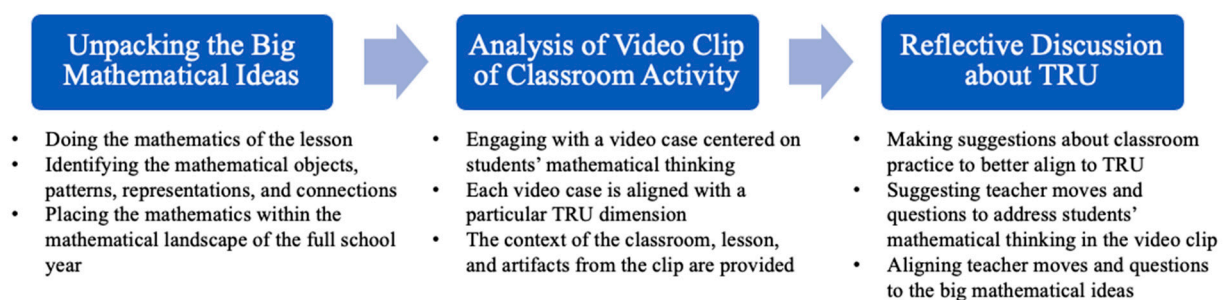 Unpacking the Big
Mathematical Ideas
• Doing the mathematics of the lesson
• Identifying the mathematical objects,
patterns, representations, and connections
• Placing the mathematics within the
mathematical landscape of the full school
year
Analysis of Video Clip
of Classroom Activity
• Engaging with a video case centered on
students’ mathematical thinking
• Each video case is aligned with a
particular TRU dimension
• The context of the classroom, lesson,
and artifacts from the clip are provided
Reflective Discussion
about TRU
• Making suggestions about classroom
practice to better align to TRU
• Suggesting teacher moves and
questions to address students’
mathematical thinking in the video clip
• Aligning teacher moves and questions
to the big mathematical ideas